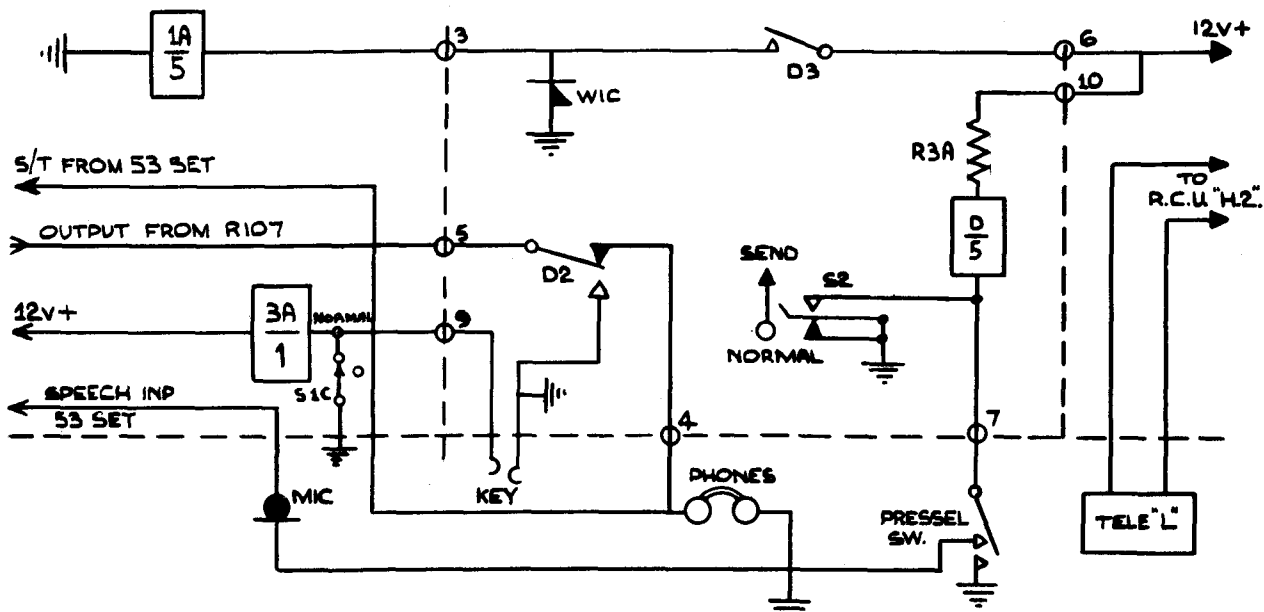 1A
5
3
D3
6
12V+
10
W1C
R3A
S/T FROM 53 SET
TO
R.C.U "H.2".
OUTPUT FROM R107
5
D2
D
5
SEND
S2
12V+
3A
1
NORMAL
9
NORMAL
S1C
SPEECH INP
53 SET
4
7
MIC
KEY
PHONES
PRESSEL
SW.
TELE "L"